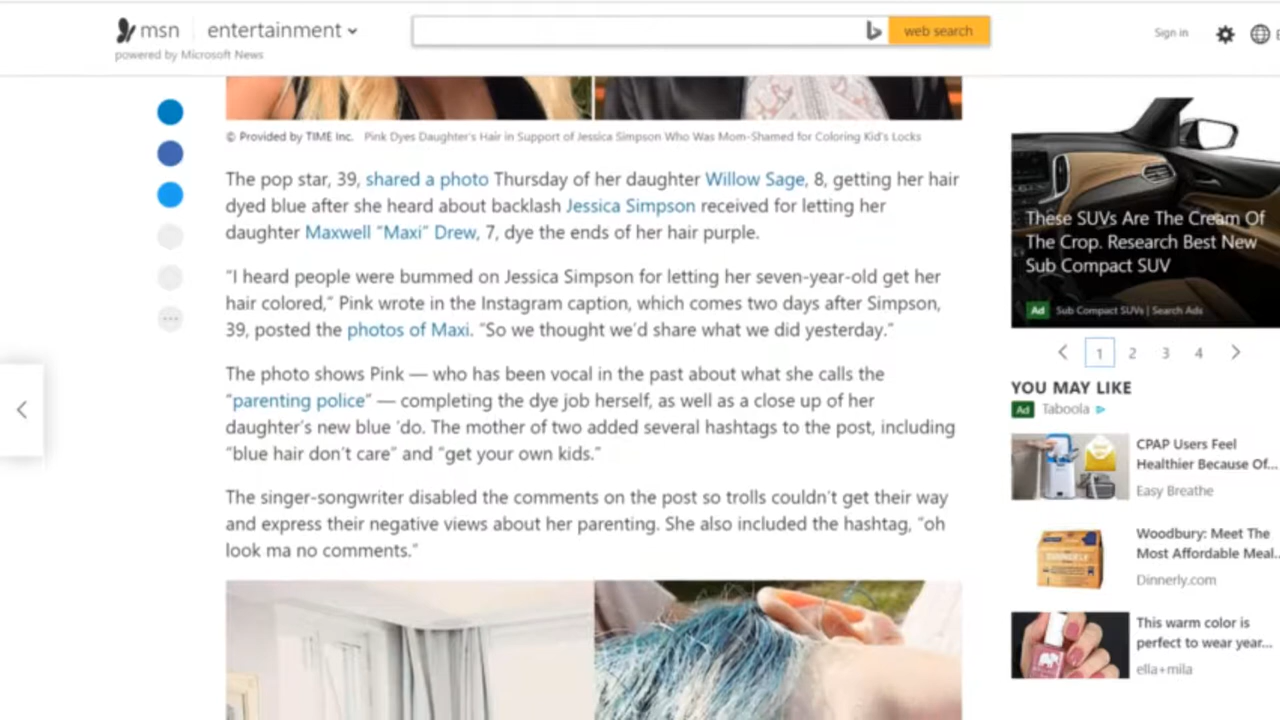 msn entertainment
powered by Microsoft News
web search
Sign in
© Provided by TIME Inc. Pink Dyes Daughter's Hair in Support of Jessica Simpson Who Was Mom-Shamed for Coloring Kid's Locks
The pop star, 39, shared a photo Thursday of her daughter Willow Sage, 8, getting her hair
dyed blue after she heard about backlash Jessica Simpson received for letting her
daughter Maxwell “Maxi” Drew, 7, dye the ends of her hair purple.
“I heard people were bummed on Jessica Simpson for letting her seven-year-old get her
hair colored,” Pink wrote in the Instagram caption, which comes two days after Simpson,
39, posted the photos of Maxi. “So we thought we’d share what we did yesterday.”
The photo shows Pink — who has been vocal in the past about what she calls the
“parenting police” — completing the dye job herself, as well as a close up of her
daughter’s new blue ’do. The mother of two added several hashtags to the post, including
“blue hair don’t care” and “get your own kids.”
The singer-songwriter disabled the comments on the post so trolls couldn’t get their way
and express their negative views about her parenting. She also included the hashtag, “oh
look ma no comments.”
These SUVs Are The Cream Of
The Crop. Research Best New
Sub Compact SUV
Ad Sub Compact SUVs | Search Ads
1 2 3 4
YOU MAY LIKE
Ad Taboola
CPAP Users Feel
Healthier Because Of...
Easy Breathe
Woodbury: Meet The
Most Affordable Meal...
Dinnerly.com
This warm color is
perfect to wear year...
ella+mila